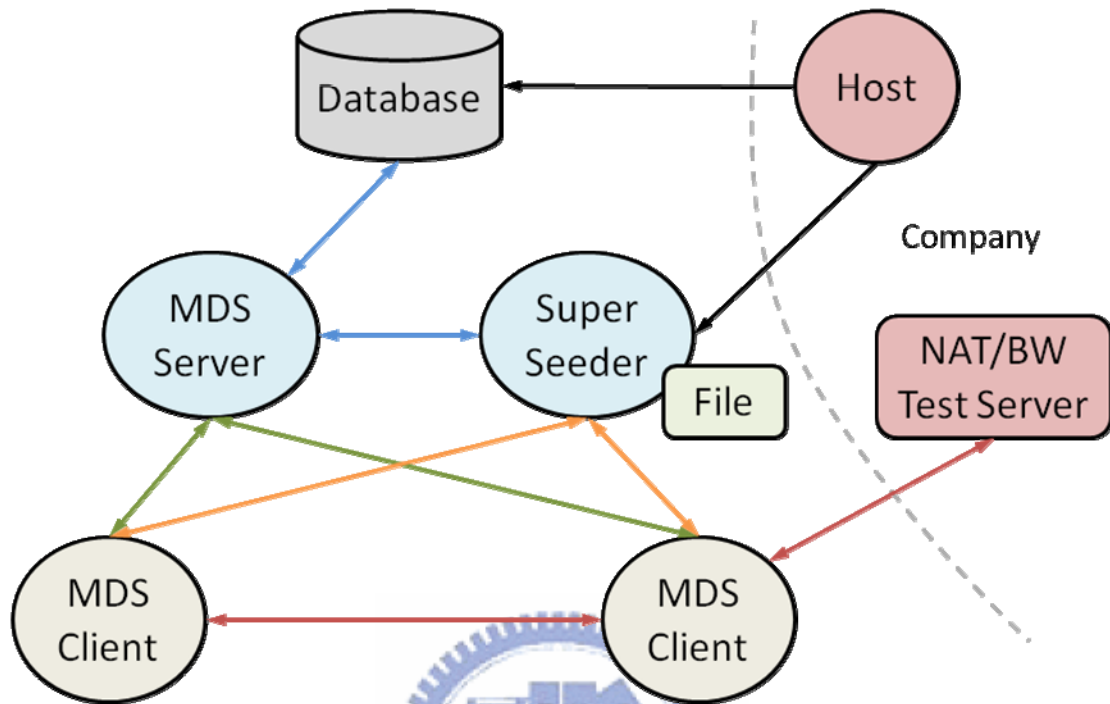 Database
Host
Company
MDS
Server
Super
Seeder
File
NAT/BW
Test Server
MDS
Client
MDS
Client